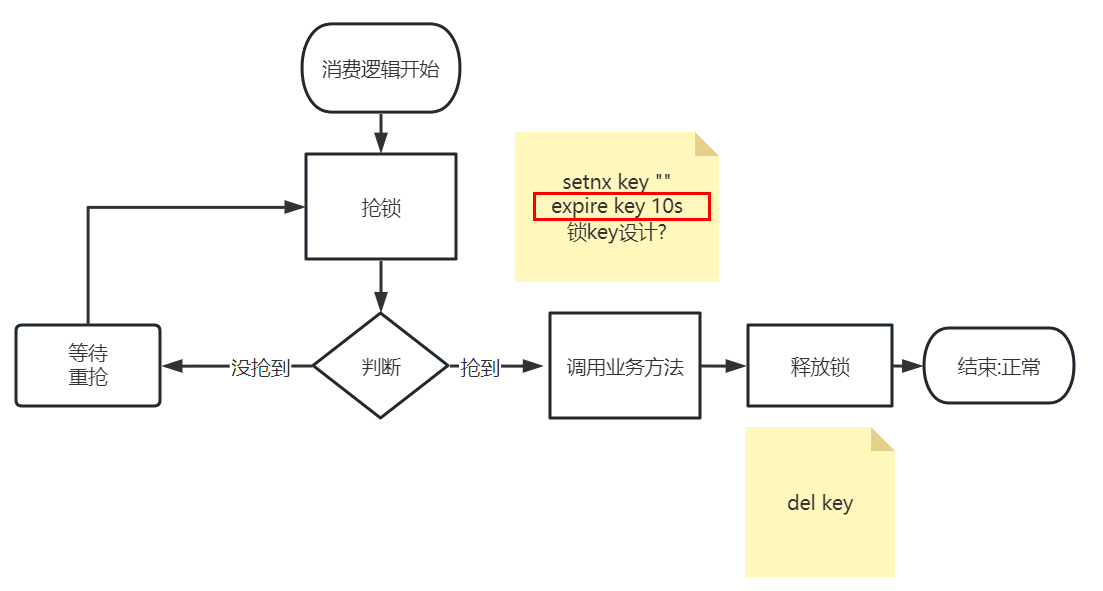 消费逻辑开始
抢锁
setnx key ""
expire key 10s
锁key设计?
等待
重抢
没抢到
判断
抢到
调用业务方法
释放锁
结束:正常
del key